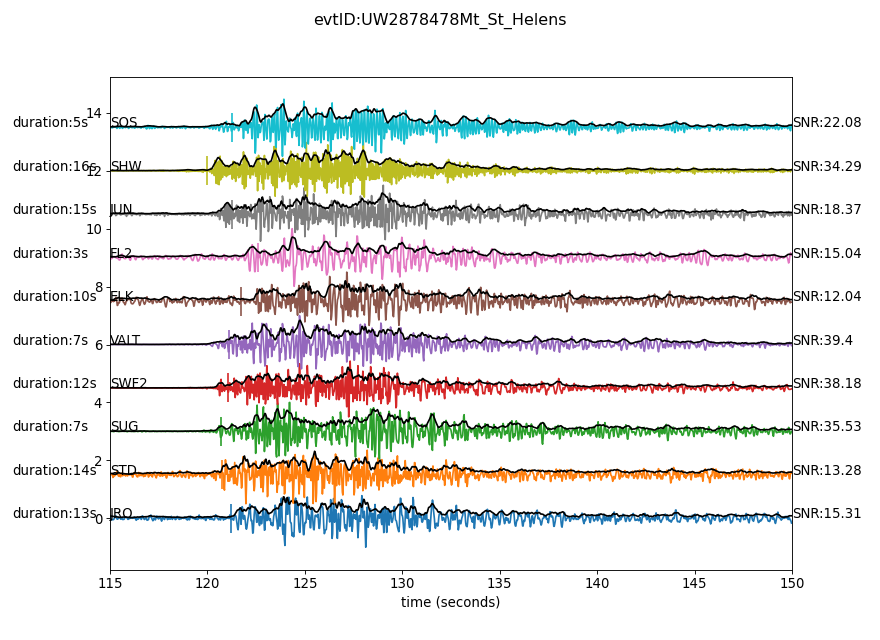 evtID:UW2878478Mt_St_Helens
14
duration:5s SOS SNR:22.08
duration:16s SHW SNR:34.29
12
duration:15s JUN SNR:18.37
10
duration:3s FL2 SNR:15.04
8
duration:10s ELK SNR:12.04
duration:7s VALT SNR:39.4
6
duration:12s SWF2 SNR:38.18
4
duration:7s SUG SNR:35.53
2
duration:14s STD SNR:13.28
duration:13s JRO SNR:15.31
0
115 120 125 130 135 140 145 150
time (seconds)